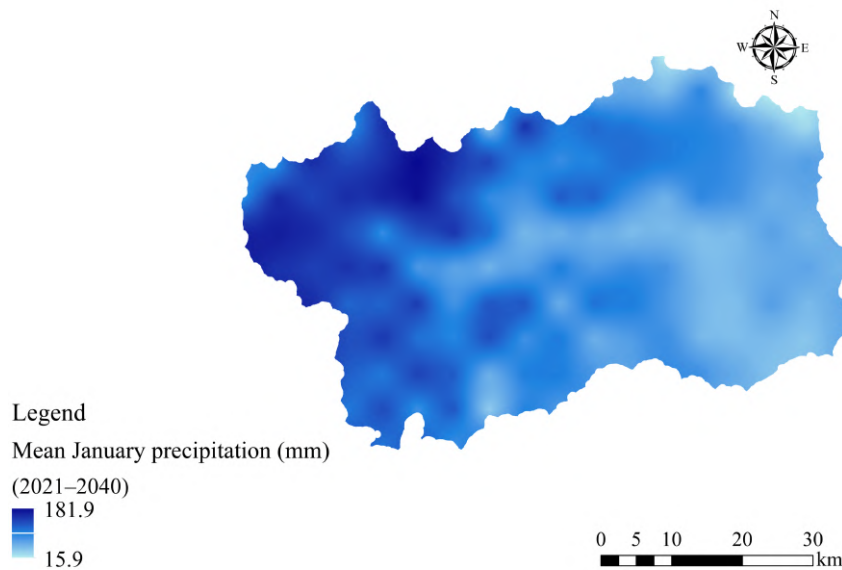 N
W E
S
Legend
Mean January precipitation (mm)
(2021–2040)
181.9
15.9
0 5 10 20 30
km